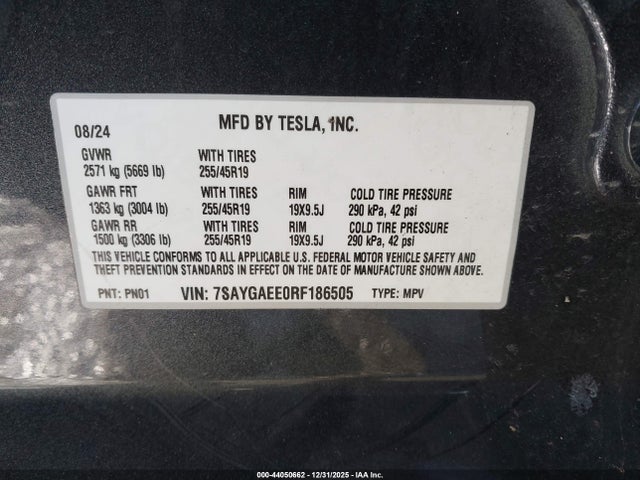 08/24 MFD BY TESLA, INC.
GVWR WITH TIRES
2571 kg (5669 lb) 255/45R19
GAWR FRT WITH TIRES RIM COLD TIRE PRESSURE
1363 kg (3004 lb) 255/45R19 19X9.5J 290 kPa, 42 psi
GAWR RR WITH TIRES RIM COLD TIRE PRESSURE
1500 kg (3306 lb) 255/45R19 19X9.5J 290 kPa, 42 psi
THIS VEHICLE CONFORMS TO ALL APPLICABLE U.S. FEDERAL MOTOR VEHICLE SAFETY AND
THEFT PREVENTION STANDARDS IN EFFECT ON THE DATE OF MANUFACTURE SHOWN ABOVE.
PNT: PN01 VIN: 7SAYGAEE0RF186505 TYPE: MPV
000-44050662 - 12/31/2025 - IAA Inc.